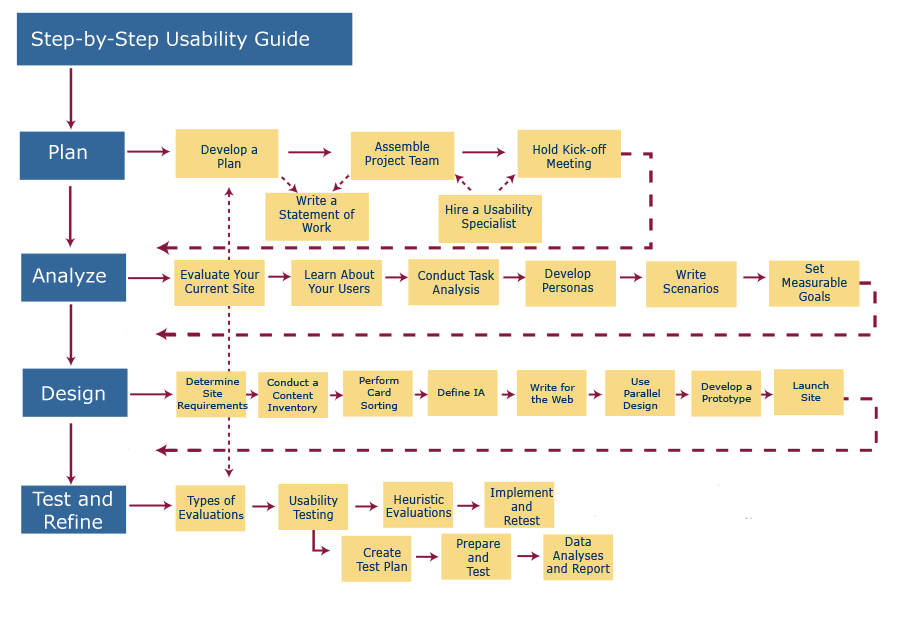 Step-by-Step Usability Guide
Plan
Develop a
Plan
Assemble
Project Team
Hold Kick-off
Meeting
Write a
Statement of
Work
Hire a Usability
Specialist
Analyze
Evaluate Your
Current Site
Learn About
Your Users
Conduct Task
Analysis
Develop
Personas
Write
Scenarios
Set
Measurable
Goals
Design
Determine
Site
Requirements
Conduct a
Content
Inventory
Perform
Card
Sorting
Define IA
Write for
the Web
Use
Parallel
Design
Develop a
Prototype
Launch
Site
Test and
Refine
Types of
Evaluations
Usability
Testing
Heuristic
Evaluations
Implement
and
Retest
Create
Test Plan
Prepare
and
Test
Data
Analyses
and Report